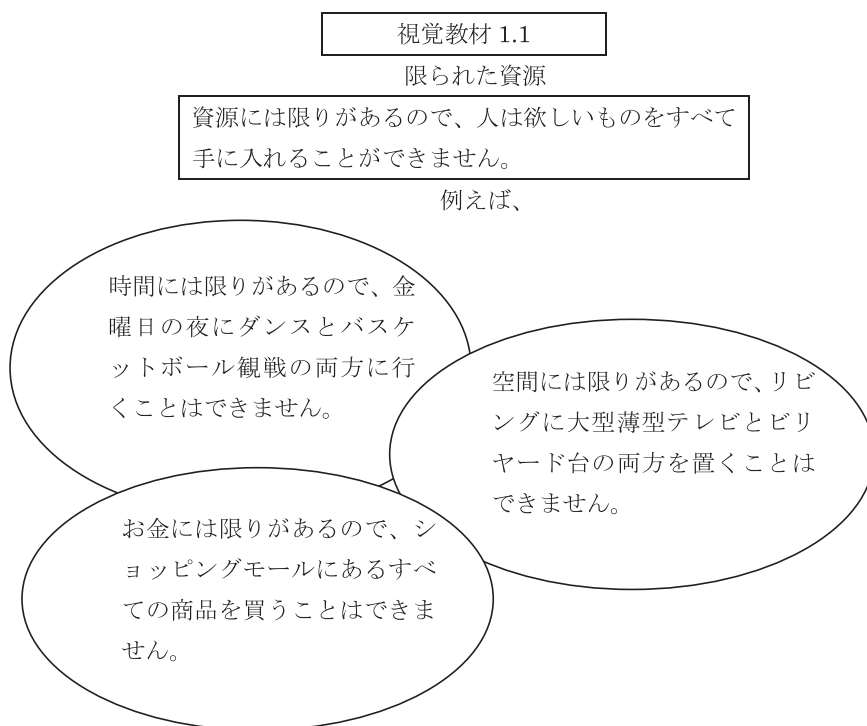 視覚教材 1.1
限られた資源
資源には限りがあるので、人は欲しいものをすべて
手に入れることができません。
例えば、
時間には限りがあるので、金
曜日の夜にダンスとバスケ
ットボール観戦の両方に行
くことはできません。
空間には限りがあるので、リビ
ングに大型薄型テレビとビリ
ヤード台の両方を置くことは
できません。
お金には限りがあるので、シ
ョッピングモールにあるすべ
ての商品を買うことはできま
せん。